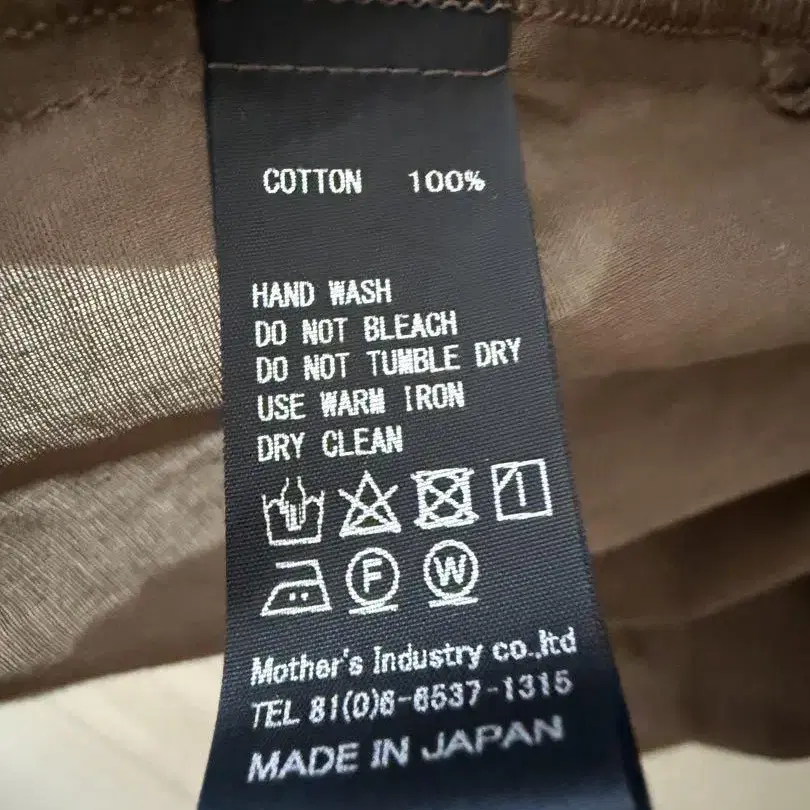 COTTON 100%
HAND WASH
DO NOT BLEACH
DO NOT TUMBLE DRY
USE WARM IRON
DRY CLEAN
F W
Mother's Industry co.,ltd
TEL 81(0)6-6537-1315
MADE IN JAPAN